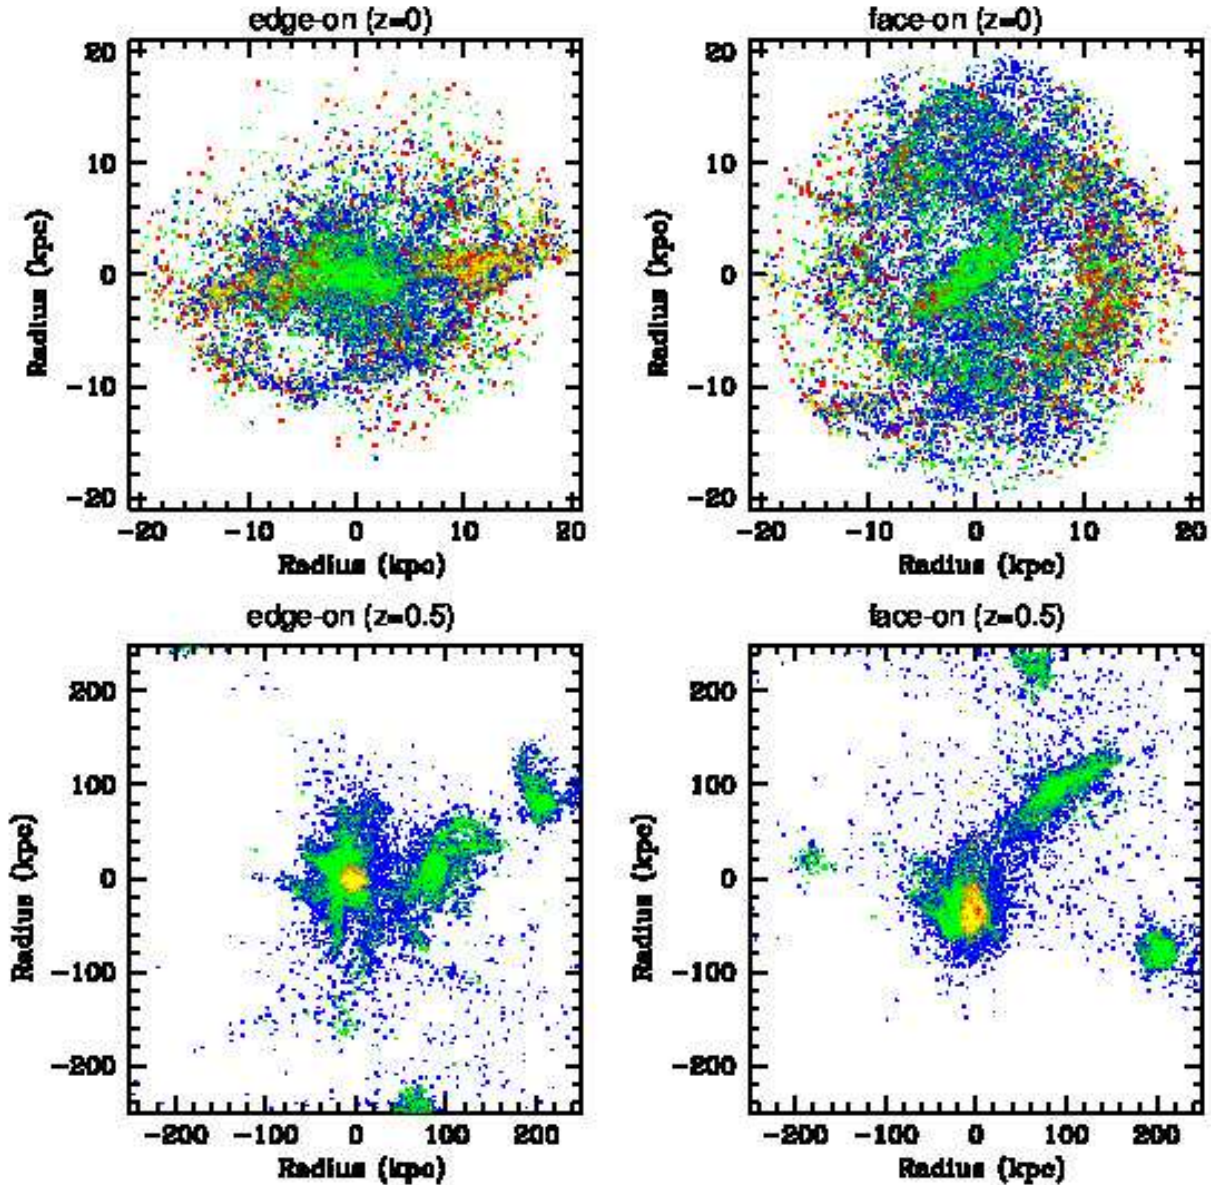 edge-on (z=0)
face-on (z=0)
20
10
0
-10
-20
Radius (kpc)
-20 -10 0 10 20
Radius (kpc)
20
10
0
-10
-20
Radius (kpc)
-20 -10 0 10 20
Radius (kpc)
edge-on (z=0.5)
face-on (z=0.5)
200
100
0
-100
-200
Radius (kpc)
-200 -100 0 100 200
Radius (kpc)
200
100
0
-100
-200
Radius (kpc)
-200 -100 0 100 200
Radius (kpc)